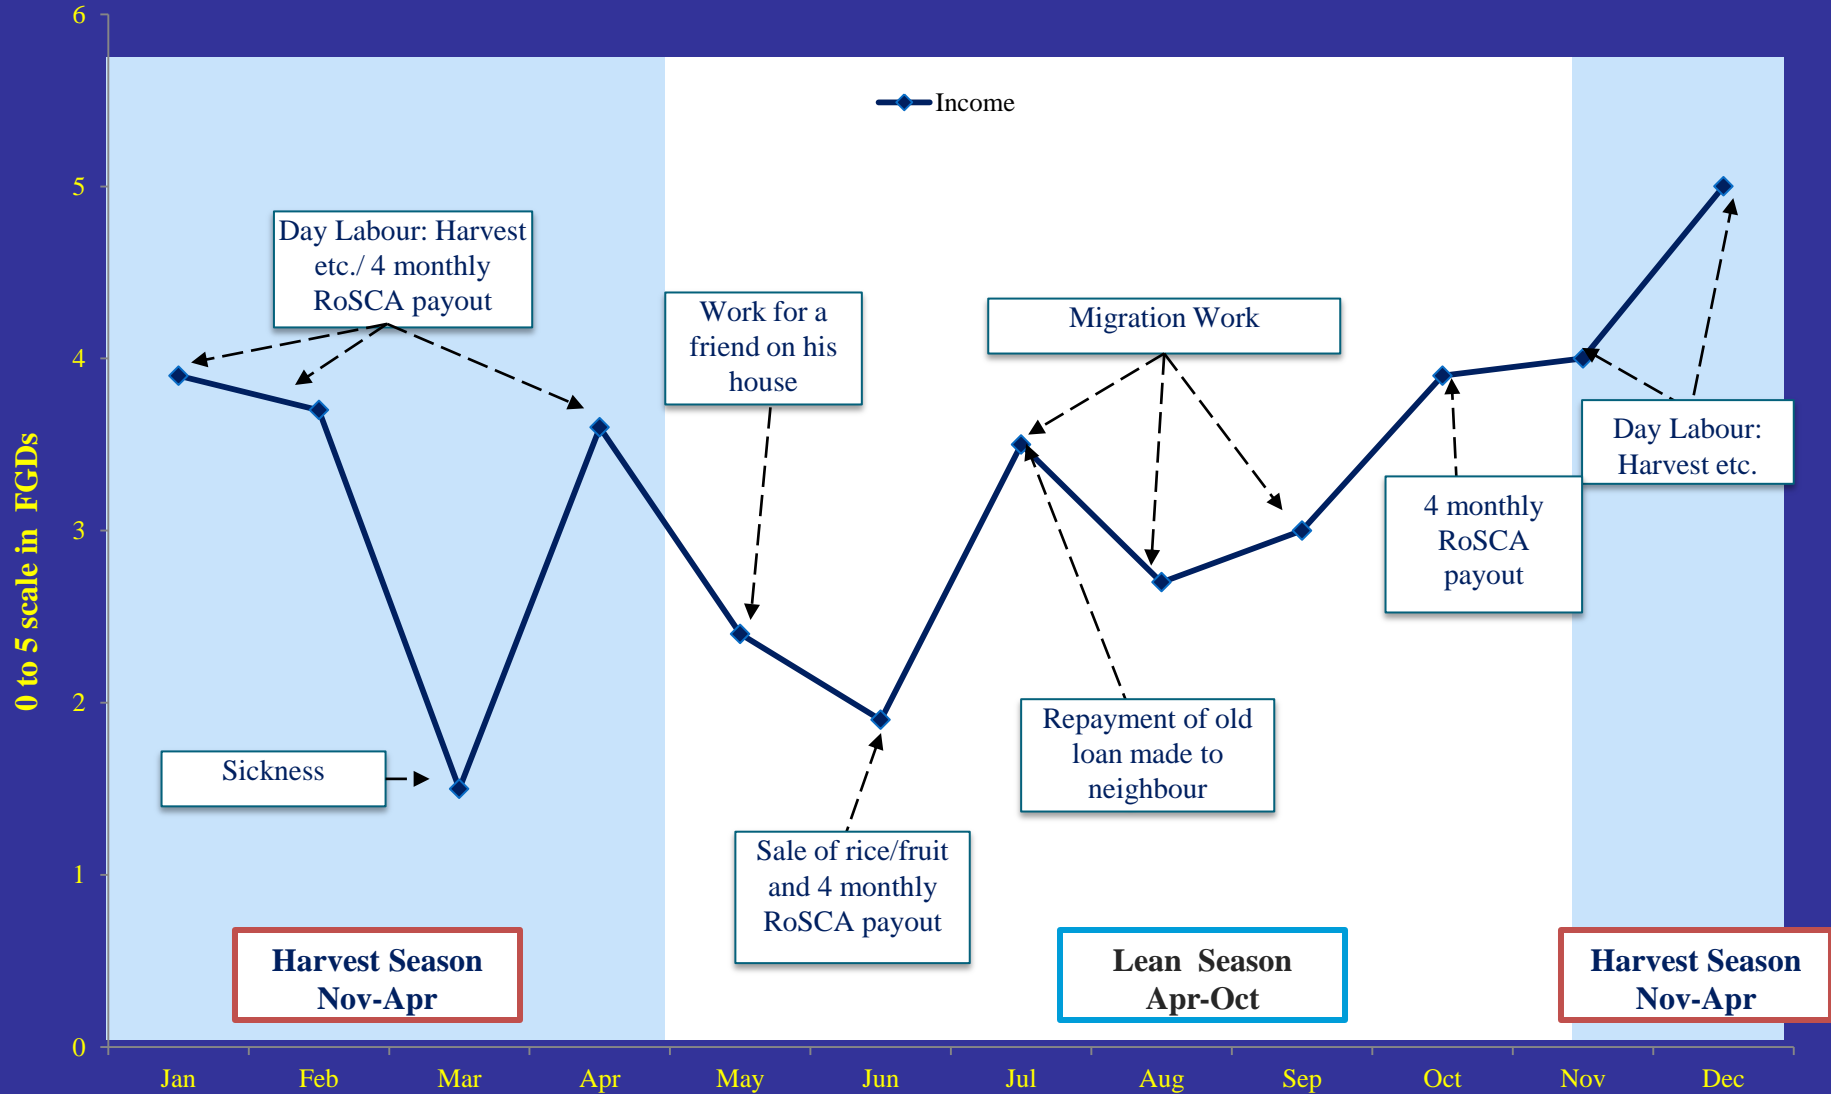 6
5
4
3
2
1
0
0 to 5 scale in  FGDs
Income
Day Labour: Harvest
etc./ 4 monthly
RoSCA payout
Work for a
friend on his
house
Migration Work
Day Labour:
Harvest etc.
4 monthly
RoSCA
payout
Sickness
Repayment of old
loan made to
neighbour
Sale of rice/fruit
and 4 monthly
RoSCA payout
Harvest Season
Nov-Apr
Lean  Season
Apr-Oct
Harvest Season
Nov-Apr
Jan Feb Mar Apr May Jun Jul Aug Sep Oct Nov Dec